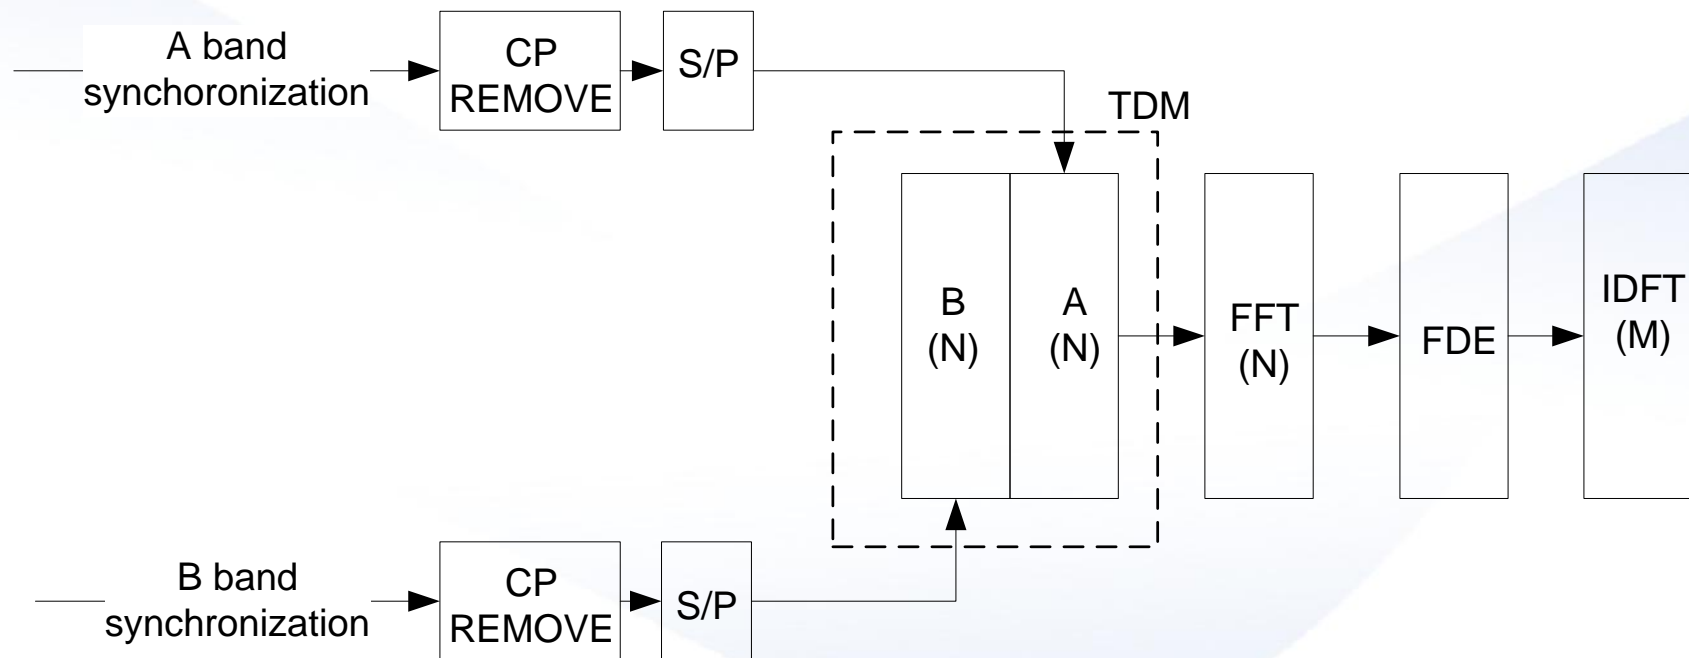 A band
synchoronization
CP
REMOVE
S/P
TDM
B
(N)
A
(N)
FFT
(N)
FDE
IDFT
(M)
B band
synchronization
CP
REMOVE
S/P